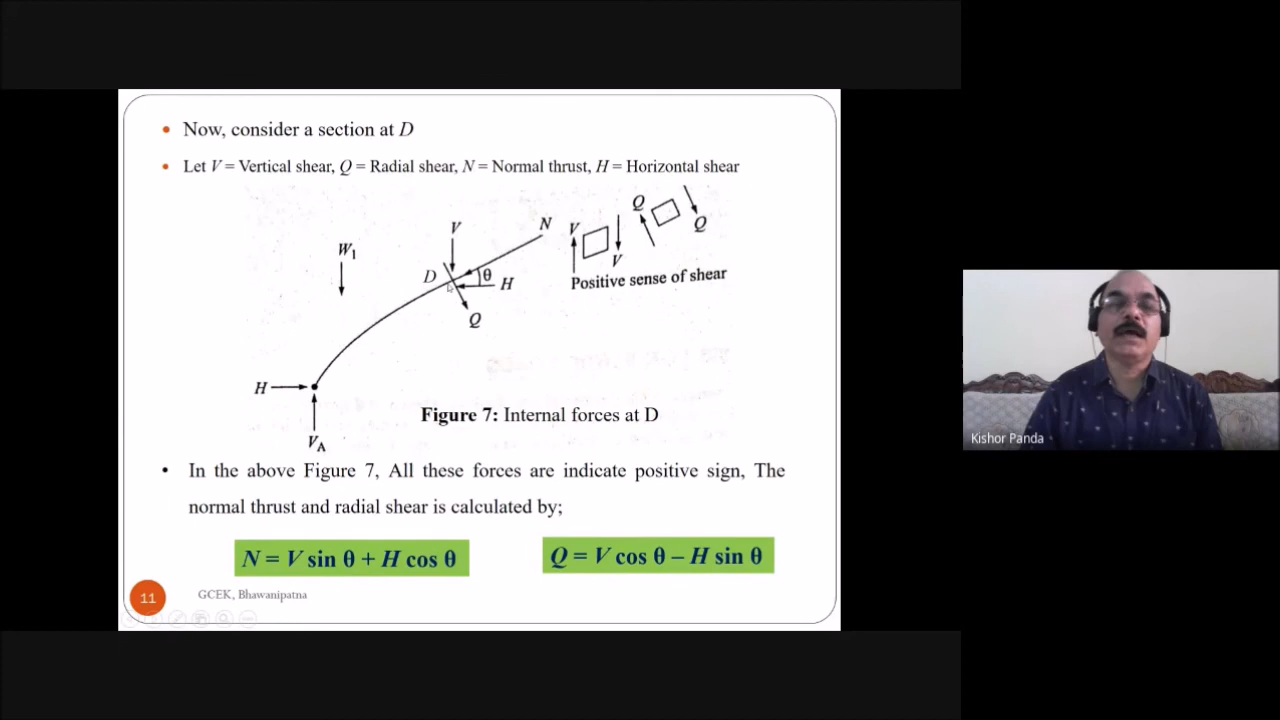 Now, consider a section at D
Let V = Vertical shear, Q = Radial shear, N = Normal thrust, H = Horizontal shear
W1
V
N
D
θ
H
Q
V
V
Q
Q
Positive sense of shear
H
VA
Figure 7: Internal forces at D
In the above Figure 7, All these forces are indicate positive sign, The
normal thrust and radial shear is calculated by;
N = V sin θ + H cos θ
Q = V cos θ – H sin θ
11
GCEK, Bhawanipatna
Kishor Panda